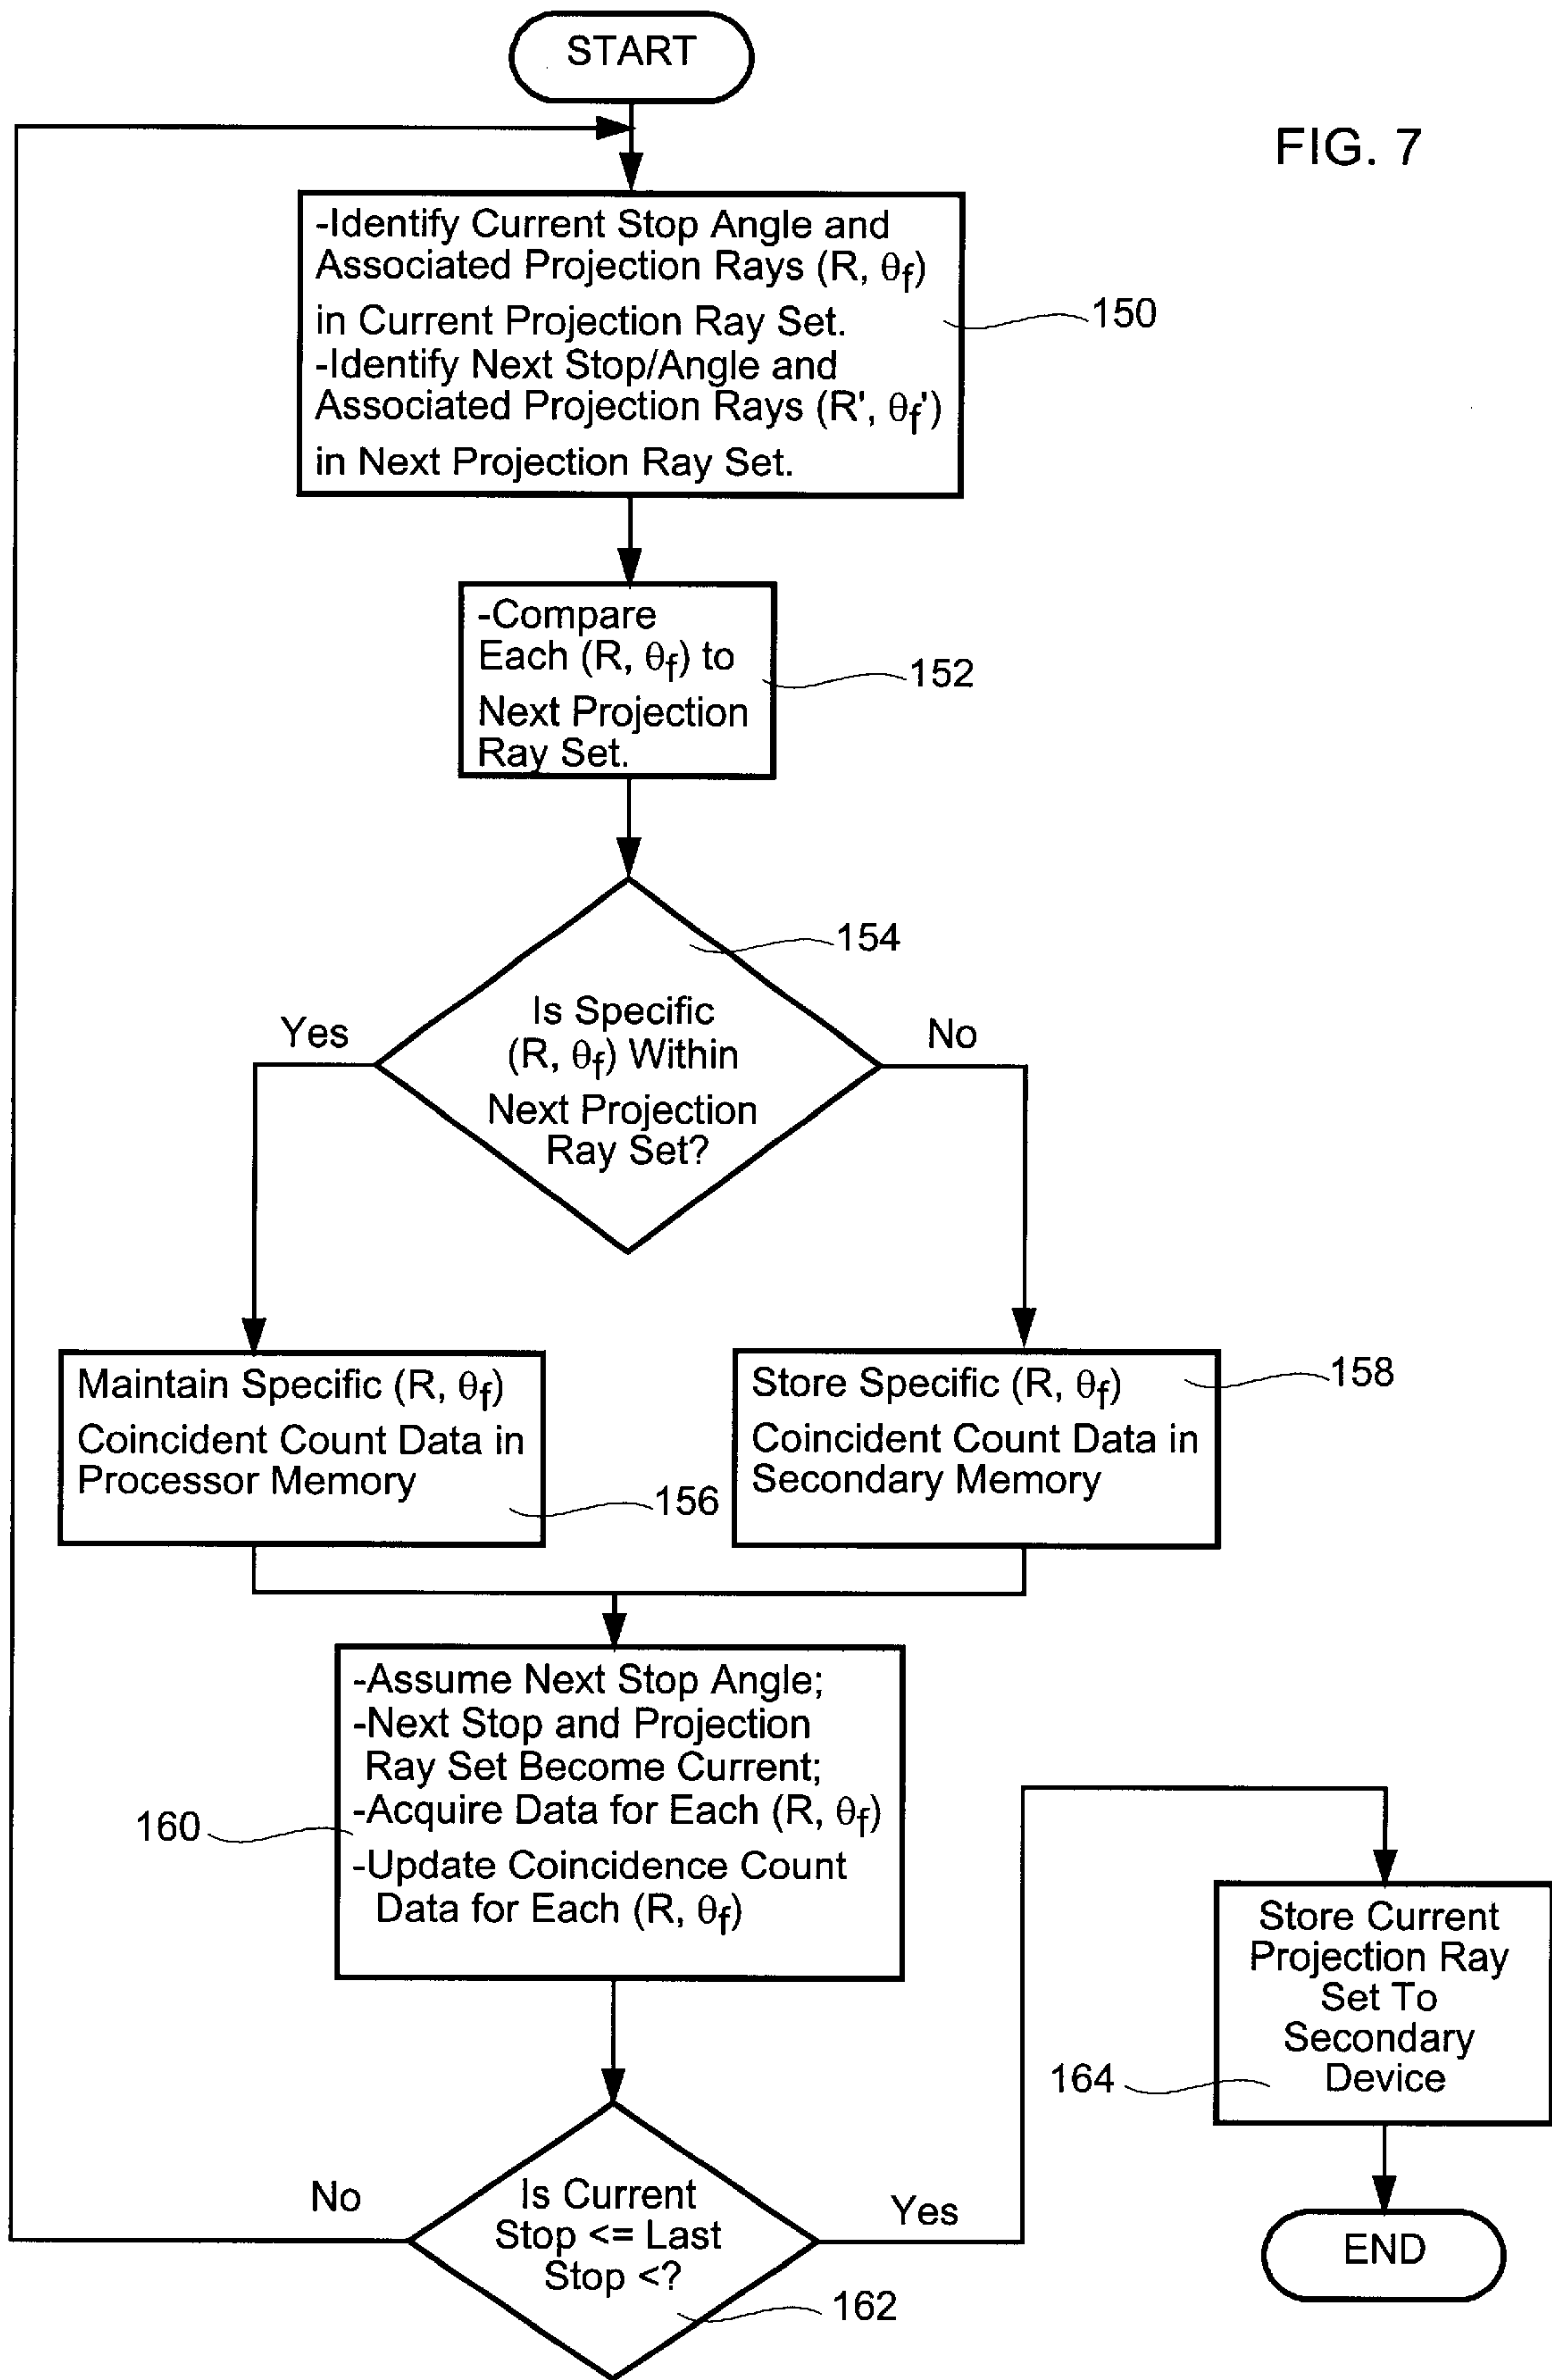 START
FIG. 7
-Identify Current Stop Angle and
Associated Projection Rays (R, θf)
in Current Projection Ray Set.
-Identify Next Stop/Angle and
Associated Projection Rays (R', θf')
in Next Projection Ray Set.
150
-Compare
Each (R, θf) to
Next Projection
Ray Set.
152
154
Is Specific
(R, θf) Within
Next Projection
Ray Set?
Yes
No
Maintain Specific (R, θf)
Coincident Count Data in
Processor Memory
156
Store Specific (R, θf)
Coincident Count Data in
Secondary Memory
158
-Assume Next Stop Angle;
-Next Stop and Projection
Ray Set Become Current;
-Acquire Data for Each (R, θf)
-Update Coincidence Count
Data for Each (R, θf)
160
Is Current
Stop <= Last
Stop <?
No
Yes
162
Store Current
Projection Ray
Set To
Secondary
Device
164
END